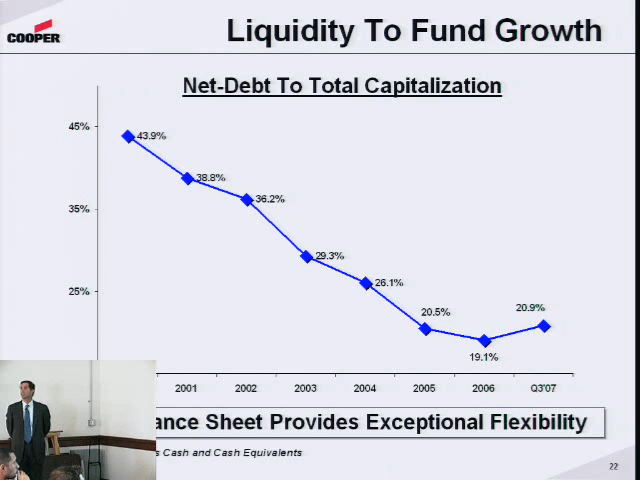 COOPER
Liquidity To Fund Growth
Net-Debt To Total Capitalization
45%
43.9%
38.8%
35%
36.2%
29.3%
26.1%
25%
20.5%
20.9%
19.1%
2001 2002 2003 2004 2005 2006 Q3'07
Sheet Provides Exceptional Flexibility
Cash and Cash Equivalents
22